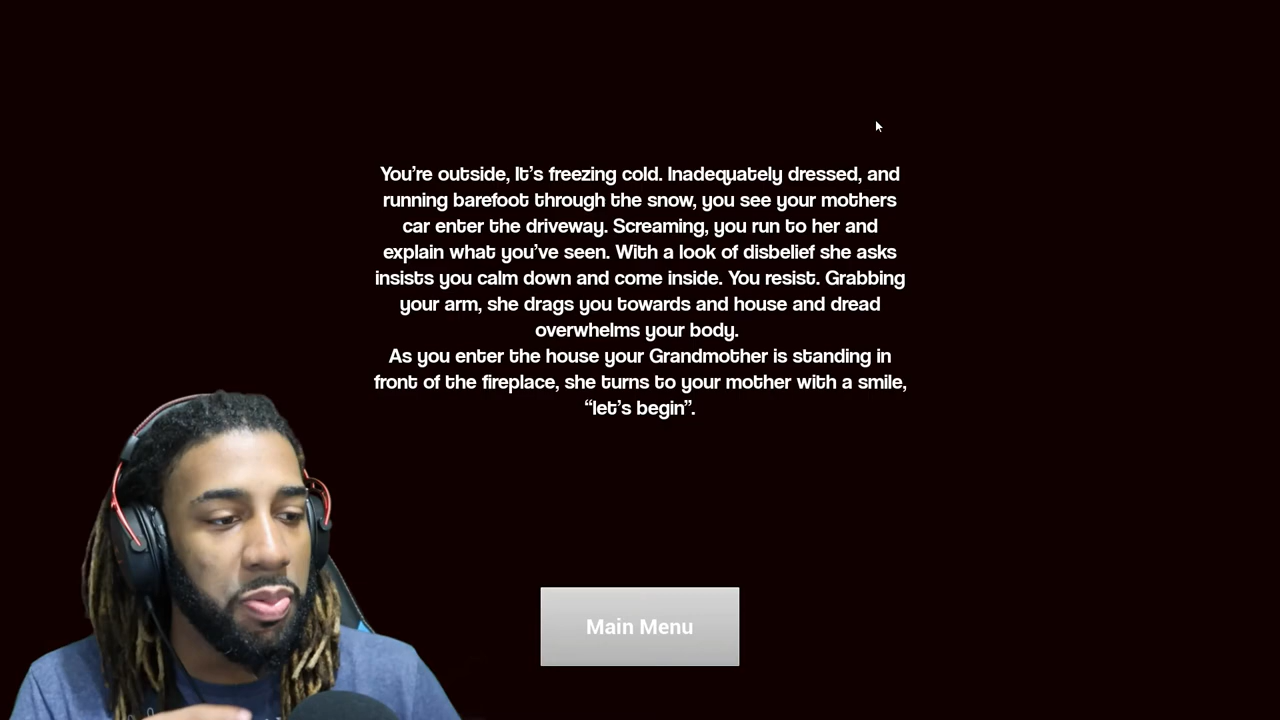 You’re outside, It’s freezing cold. Inadequately dressed, and
running barefoot through the snow, you see your mothers
car enter the driveway. Screaming, you run to her and
explain what you’ve seen. With a look of disbelief she asks
insists you calm down and come inside. You resist. Grabbing
your arm, she drags you towards and house and dread
overwhelms your body.
As you enter the house your Grandmother is standing in
front of the fireplace, she turns to your mother with a smile,
“let’s begin”.
Main Menu